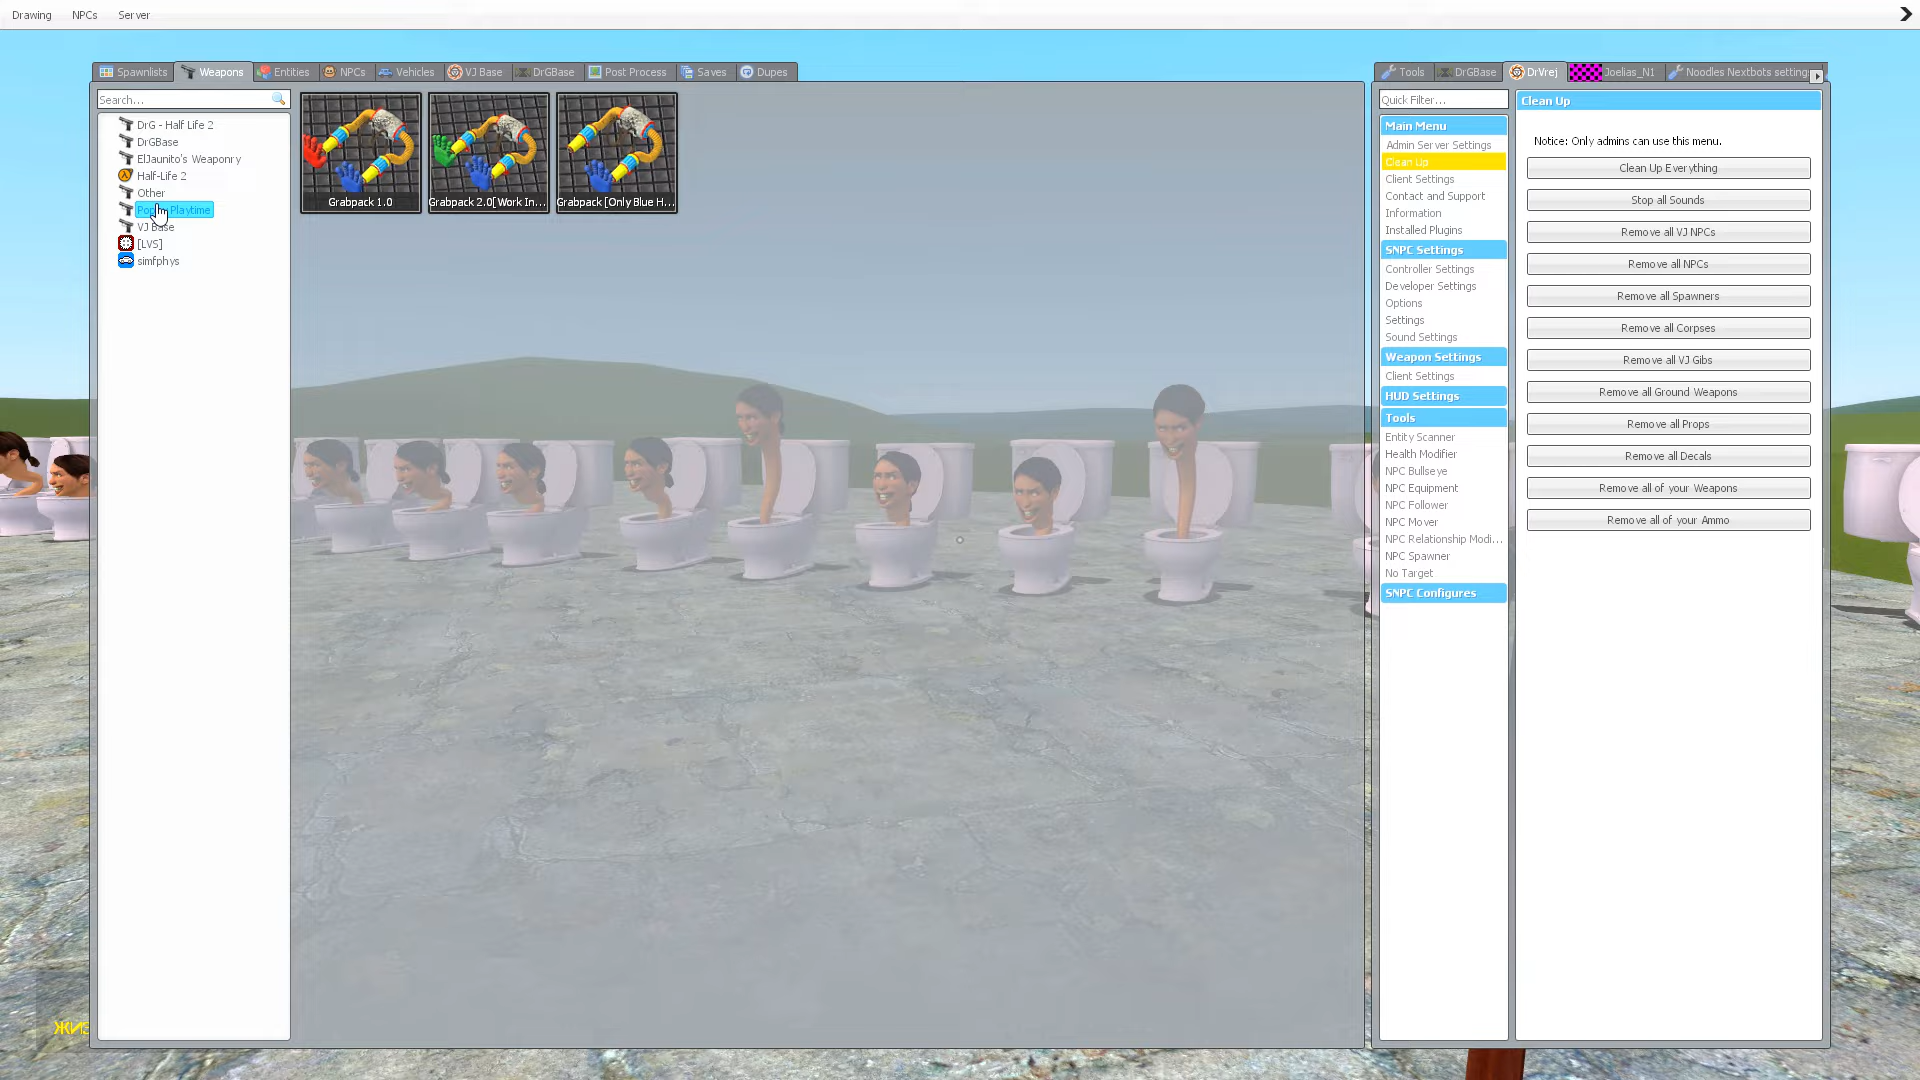 Drawing NPCs Server
Spawnlists Weapons Entities NPCs Vehicles VJ Base DrGBase Post Process Saves Dupes
Search...
DrG - Half Life 2
DrGBase
ElJaunito's Weaponry
Half-Life 2
Other
Playtime
VJ Base
[LVS]
simfphys
Grabpack 1.0
Grabpack 2.0[Work In...
Grabpack [Only Blue H...
Tools DrGBase DrVrej Joelias_N1 Noodles Nextbots settings
Quick Filter...
Main Menu
Admin Server Settings
Clean Up
Client Settings
Contact and Support
Information
Installed Plugins
SNPC Settings
Controller Settings
Developer Settings
Options
Settings
Sound Settings
Weapon Settings
Client Settings
HUD Settings
Tools
Entity Scanner
Health Modifier
NPC Bullseye
NPC Equipment
NPC Follower
NPC Mover
NPC Relationship Modi...
NPC Spawner
No Target
SNPC Configures
Clean Up
Notice: Only admins can use this menu.
Clean Up Everything
Stop all Sounds
Remove all VJ NPCs
Remove all NPCs
Remove all Spawners
Remove all Corpses
Remove all VJ Gibs
Remove all Ground Weapons
Remove all Props
Remove all Decals
Remove all of your Weapons
Remove all of your Ammo